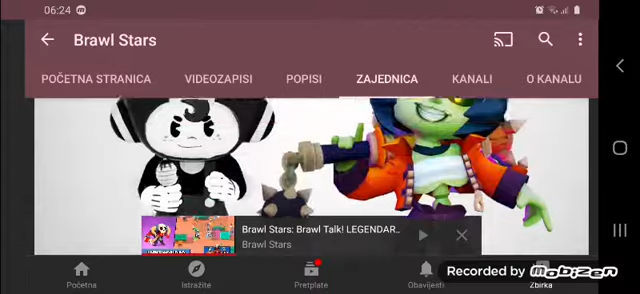 06:24
Brawl Stars
POČETNA STRANICA VIDEOZAPISI POPISI ZAJEDNICA KANALI O KANALU
Brawl Stars: Brawl Talk! LEGENDAR...
Brawl Stars
Početna Istražite Pretplate Obavijesti Zbirka
Recorded by mobizen